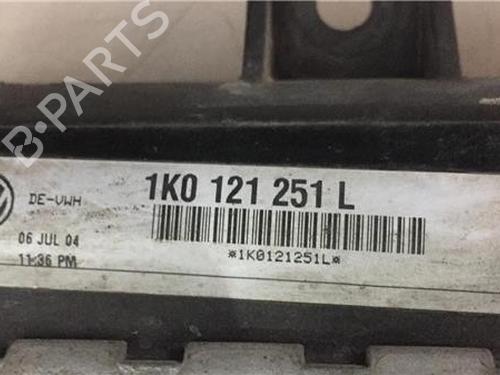 B-PARTS
DE-VWH
1K0 121 251 L
06 JUL 04
11:36 PM
*1K0121251L*